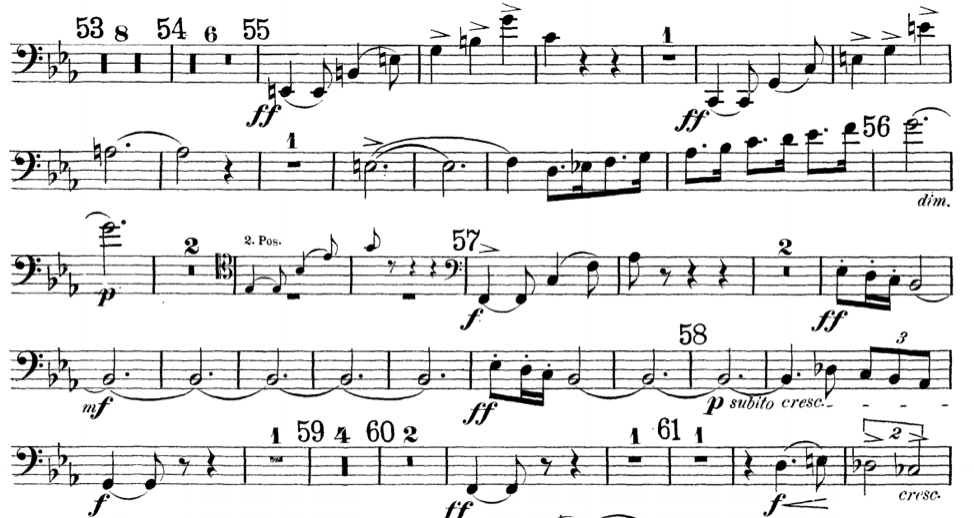 53 8 54 6 55 1
ff ff
1 56
dim.
2 2. Pos. 57 2
p f ff
58 3
mf ff p subito cresc.
1 59 4 60 2 1 61 1 2
f ff f cresc.